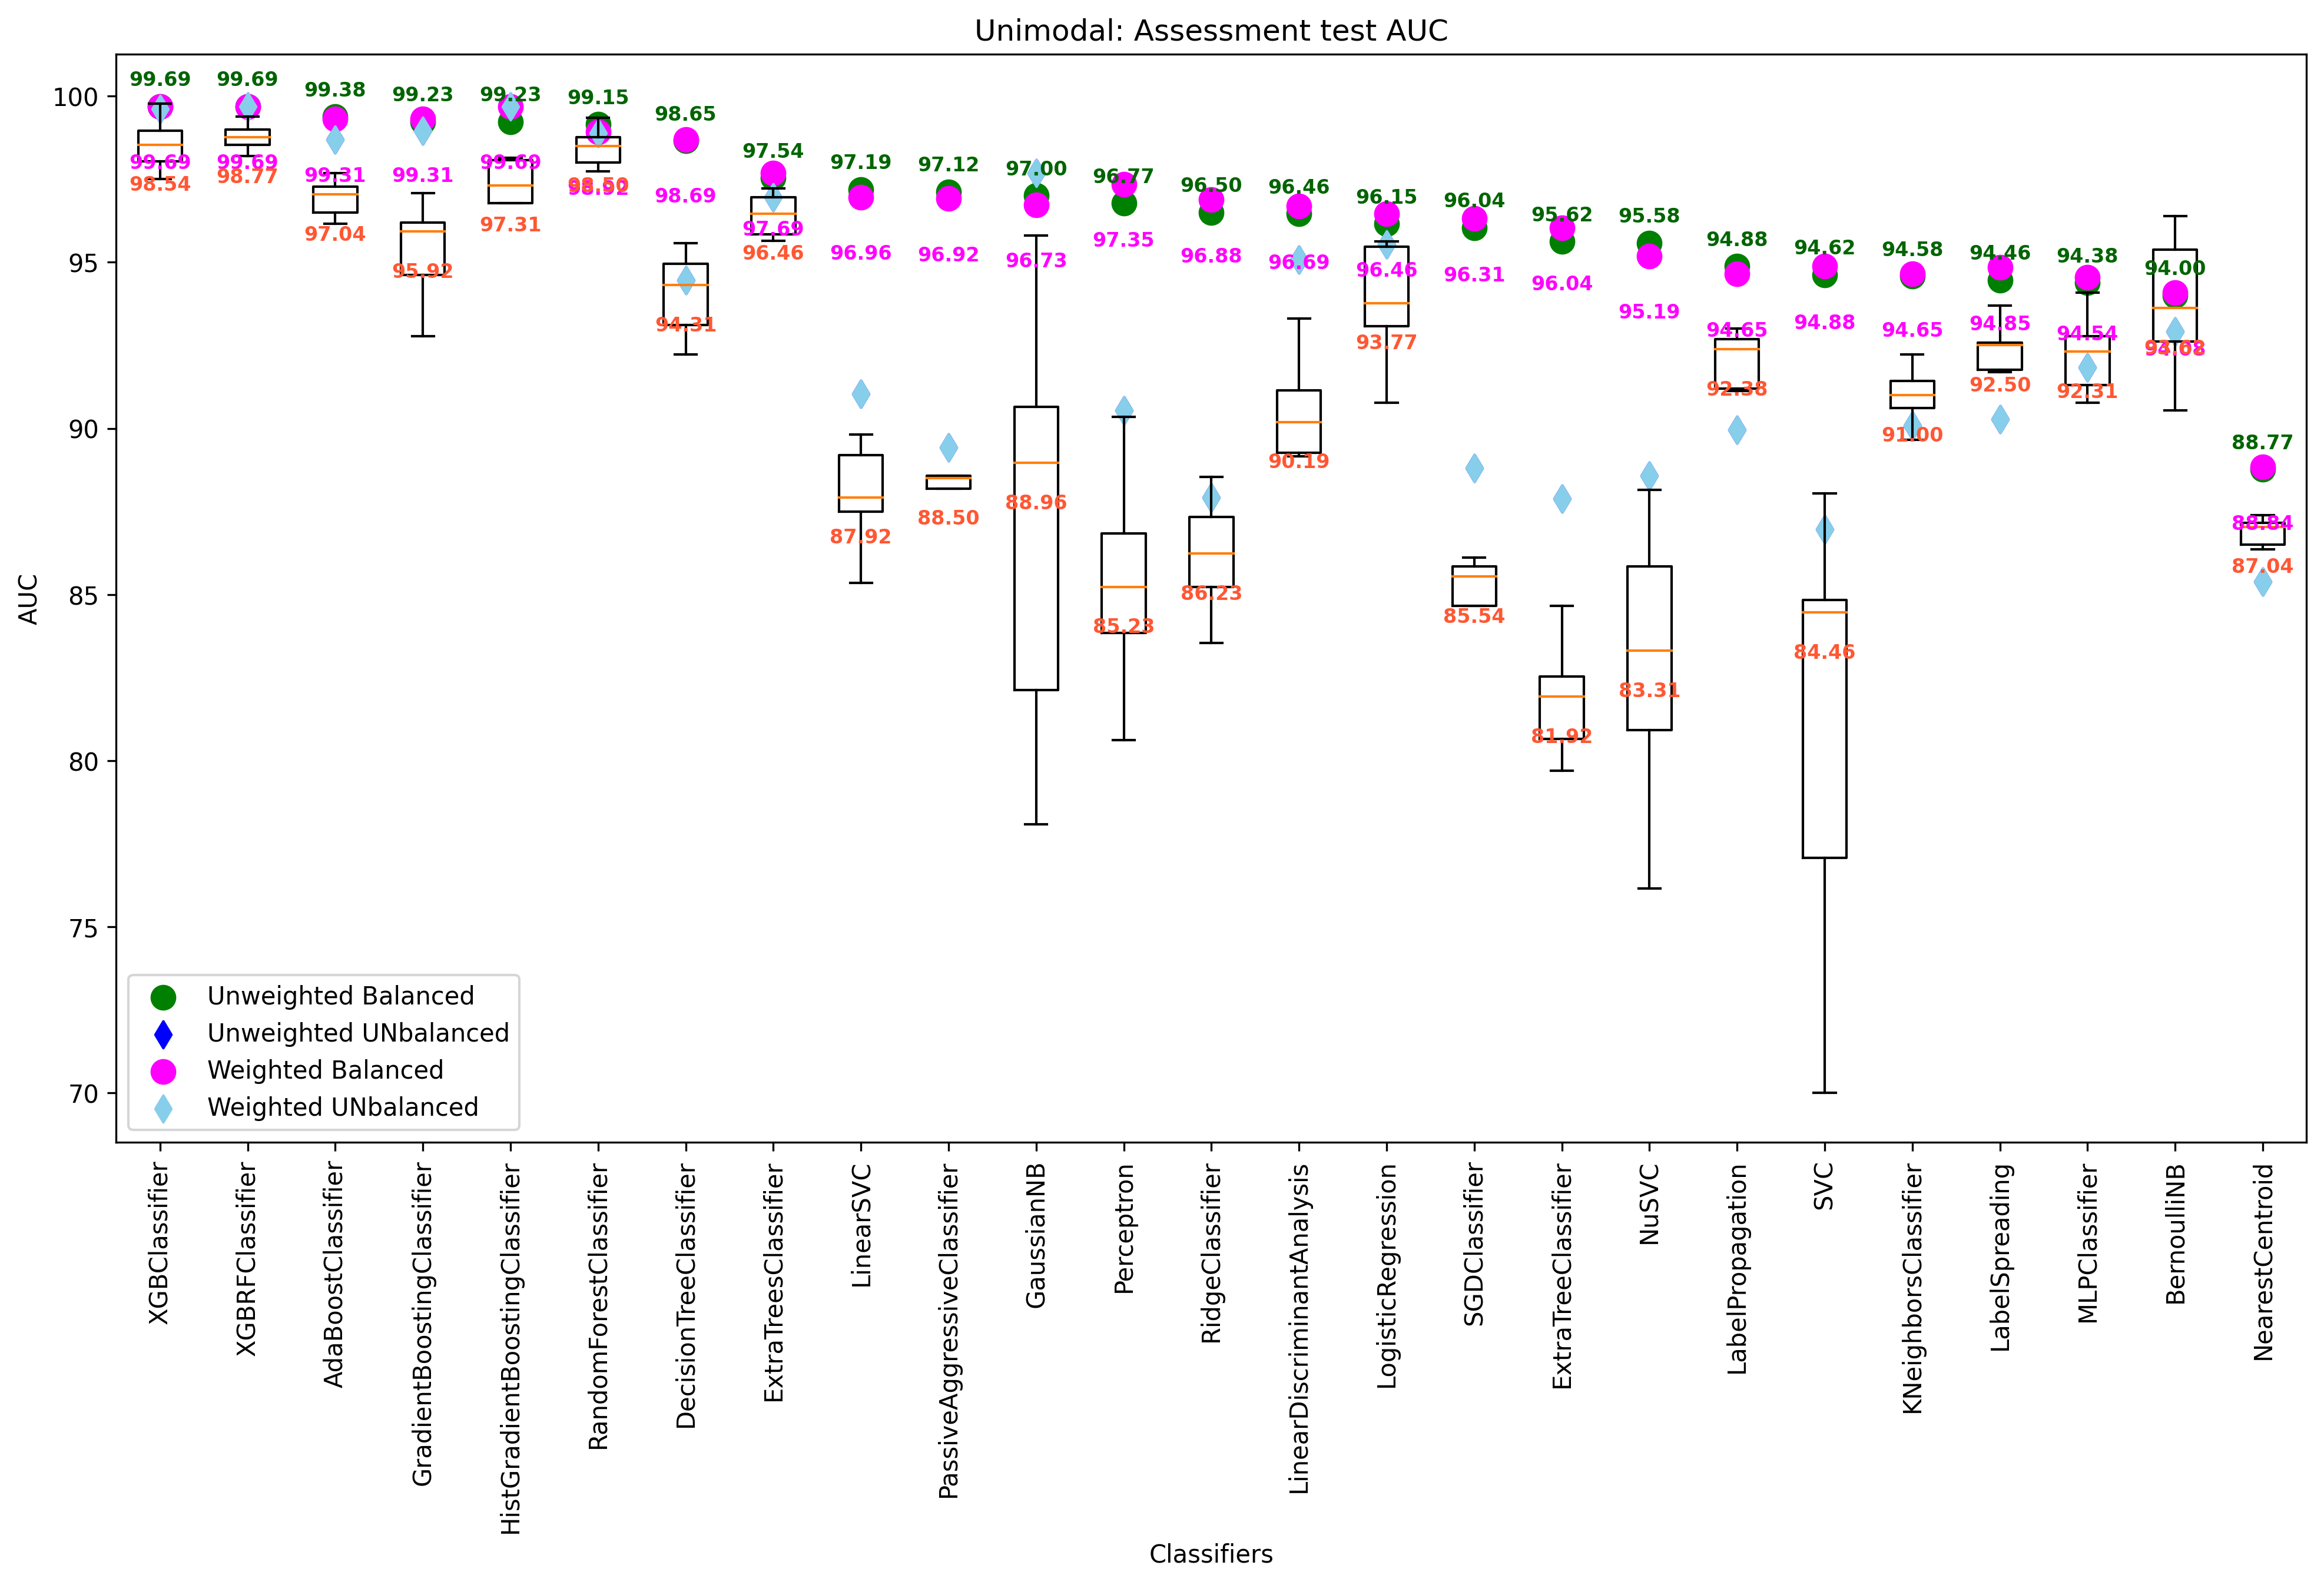 Unimodal: Assessment test AUC
AUC
100
95
90
85
80
75
70
99.69
99.69
99.38
99.23
99.23
99.15
98.65
97.54
97.19
97.12
97.00
96.77
96.50
96.46
96.15
96.04
95.62
95.58
94.88
94.62
94.58
94.46
94.38
94.00
88.77
99.69
99.69
99.31
99.31
99.69
98.92
98.69
97.69
96.96
96.92
96.73
97.35
96.88
96.69
96.46
96.31
96.04
95.19
94.65
94.88
94.65
94.85
94.54
94.08
88.84
98.54
98.77
97.04
95.92
97.31
98.50
94.31
96.46
87.92
88.50
88.96
85.23
86.23
90.19
93.77
85.54
81.92
83.31
92.38
84.46
91.00
92.50
92.31
87.04
Unweighted Balanced
Unweighted UNbalanced
Weighted Balanced
Weighted UNbalanced
XGBClassifier
XGBRFClassifier
AdaBoostClassifier
GradientBoostingClassifier
HistGradientBoostingClassifier
RandomForestClassifier
DecisionTreeClassifier
ExtraTreesClassifier
LinearSVC
PassiveAggressiveClassifier
GaussianNB
Perceptron
RidgeClassifier
LinearDiscriminantAnalysis
LogisticRegression
SGDClassifier
ExtraTreeClassifier
NuSVC
LabelPropagation
SVC
KNeighborsClassifier
LabelSpreading
MLPClassifier
BernoulliNB
NearestCentroid
Classifiers